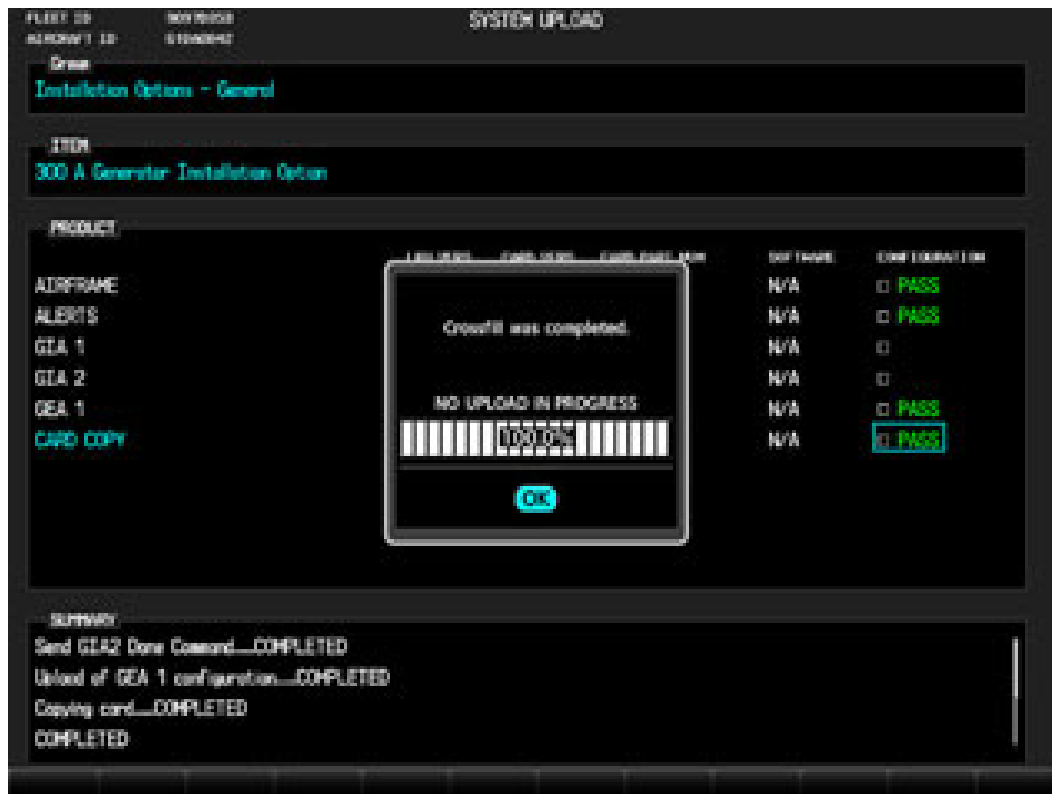 FLEET ID
SYSTEM UPLOAD
AIRCRAFT ID
Group
Installation Options - General
ITEM
300 A Generator Installation Option
PRODUCT
SOFTWARE CONFIGURATION
AIRFRAME N/A PASS
ALERTS N/A PASS
GIA 1 N/A
GIA 2 N/A
GEA 1 N/A PASS
CARD COPY N/A PASS
Crossfill was completed.
NO UPLOAD IN PROGRESS
100.0%
OK
SUMMARY
Send GIA2 Done Command...COMPLETED
Upload of GEA 1 configuration...COMPLETED
Copying card...COMPLETED
COMPLETED